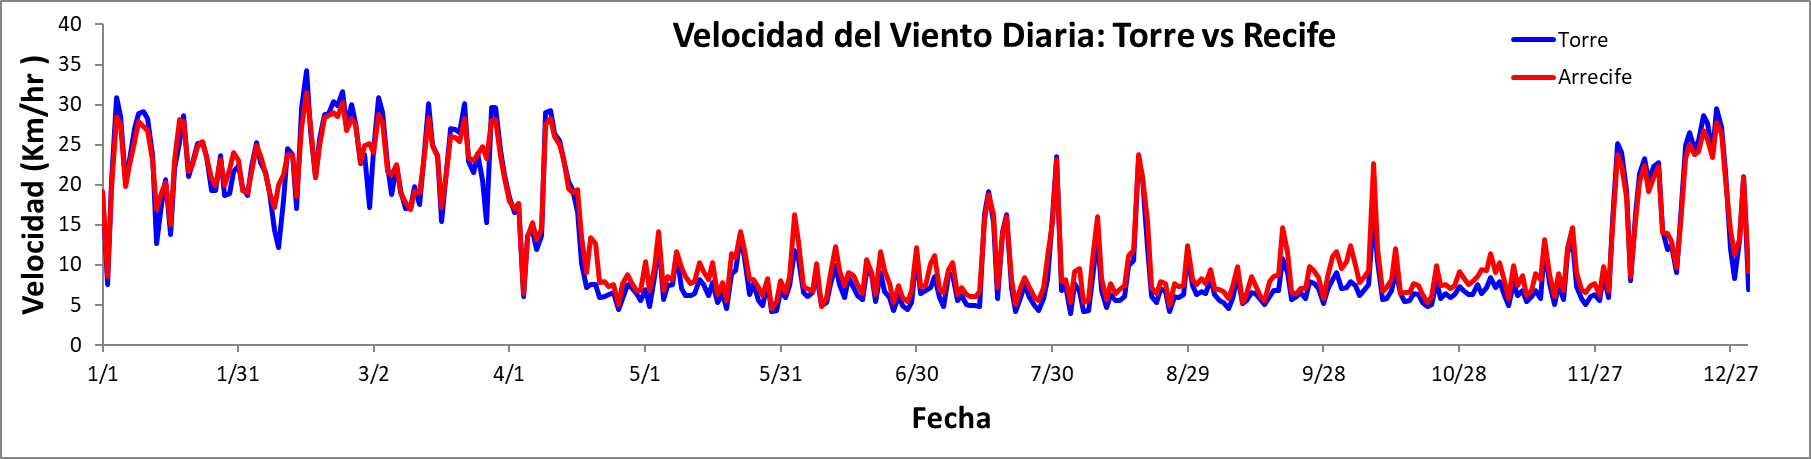 Velocidad del Viento Diaria: Torre vs Recife
Torre
Arrecife
Velocidad (Km/hr )
40
35
30
25
20
15
10
5
0
1/1 1/31 3/2 4/1 5/1 5/31 6/30 7/30 8/29 9/28 10/28 11/27 12/27
Fecha